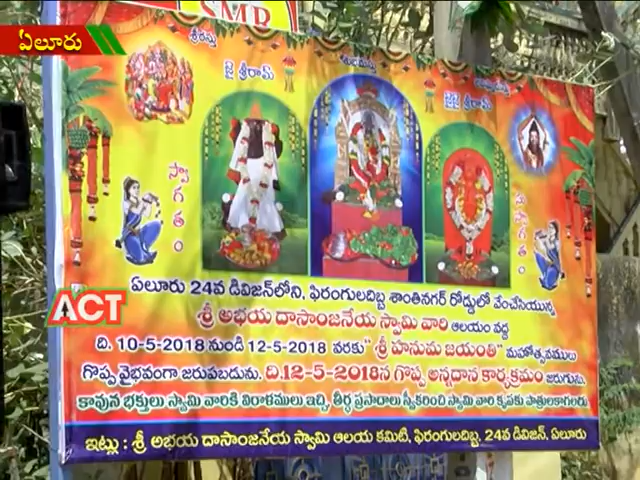 ఏలూరు
SMR
శ్రీరస్తు
శుభమస్తు
జై శ్రీరామ్
జైజై శ్రీరామ్
స్వాగతం
సుస్వాగతం
ఏలూరు 24వ డివిజన్‌లోని, ఫిరంగులదిబ్బ శాంతినగర్ రోడ్డులో వేంచేసియున్న
శ్రీ అభయ దాసాంజనేయ స్వామి వారి ఆలయం వద్ద
ది. 10-5-2018 నుండి 12-5-2018 వరకు "శ్రీ హనుమ జయంతి" మహోత్సవములు
గొప్ప వైభవంగా జరుపబడును. ది.12-5-2018న గొప్ప అన్నదాన కార్యక్రమం జరుగును.
కావున భక్తులు స్వామి వారికి విరాళములు ఇచ్చి, తీర్థ ప్రసాదాలు స్వీకరించి స్వామి వారి కృపకు పాత్రులుకాగలరు
ఇట్లు : శ్రీ అభయ దాసాంజనేయ స్వామి ఆలయ కమిటీ, ఫిరంగులదిబ్బ, 24వ డివిజన్, ఏలూరు
ACT